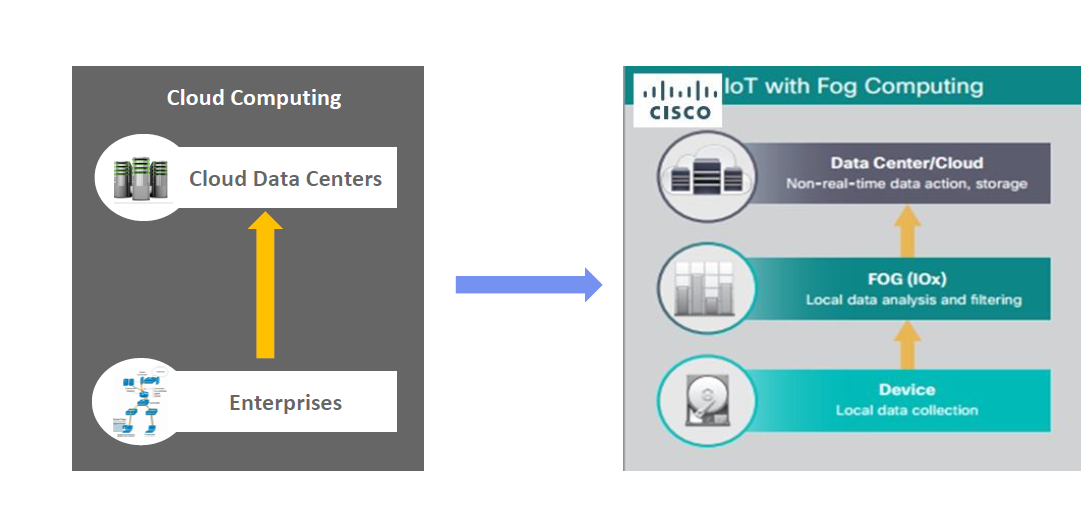 Cloud Computing
Cloud Data Centers
Enterprises
CISCO
IoT with Fog Computing
Data Center/Cloud
Non-real-time data action, storage
FOG (IOx)
Local data analysis and filtering
Device
Local data collection